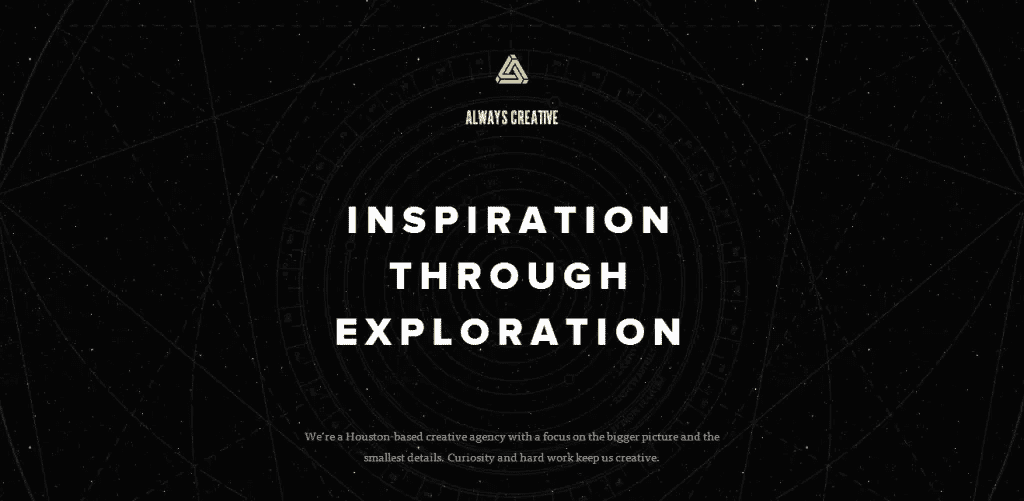 ALWAYS CREATIVE
INSPIRATION
THROUGH
EXPLORATION
We're a Houston-based creative agency with a focus on the bigger picture and the
smallest details. Curiosity and hard work keep us creative.